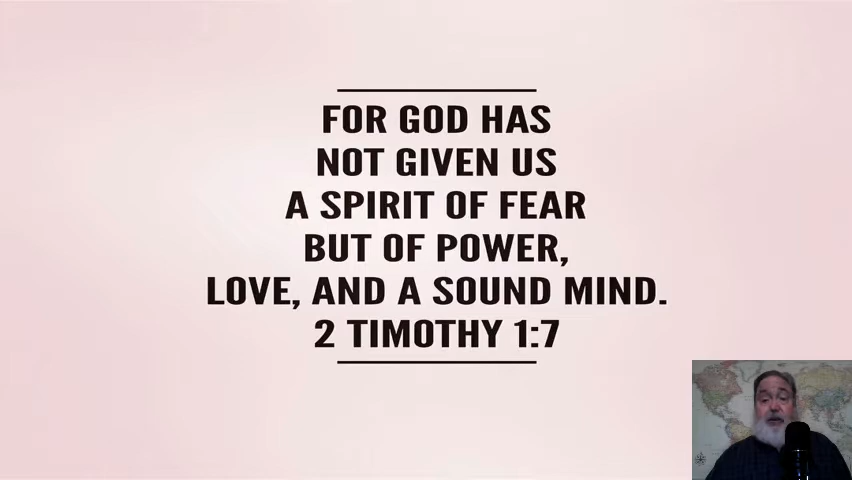 FOR GOD HAS
NOT GIVEN US
A SPIRIT OF FEAR
BUT OF POWER,
LOVE, AND A SOUND MIND.
2 TIMOTHY 1:7